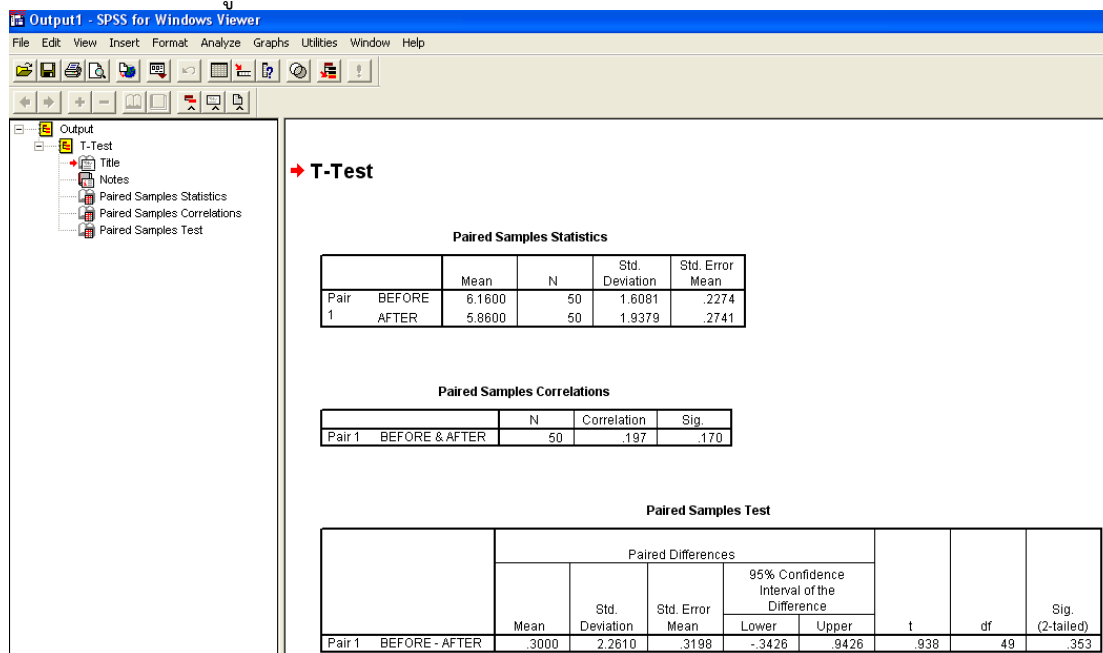 Output1 - SPSS for Windows Viewer
File Edit View Insert Format Analyze Graphs Utilities Window Help
Output
T-Test
Title
Notes
Paired Samples Statistics
Paired Samples Correlations
Paired Samples Test
T-Test
Paired Samples Statistics
Mean N Std. Deviation Std. Error Mean
Pair 1 BEFORE 6.1600 50 1.6081 .2274
AFTER 5.8600 50 1.9379 .2741
Paired Samples Correlations
N Correlation Sig.
Pair 1 BEFORE & AFTER 50 .197 .170
Paired Samples Test
Paired Differences
95% Confidence Interval of the Difference
Mean Std. Deviation Std. Error Mean Lower Upper t df Sig. (2-tailed)
Pair 1 BEFORE - AFTER .3000 2.2610 .3198 -.3426 .9426 .938 49 .353